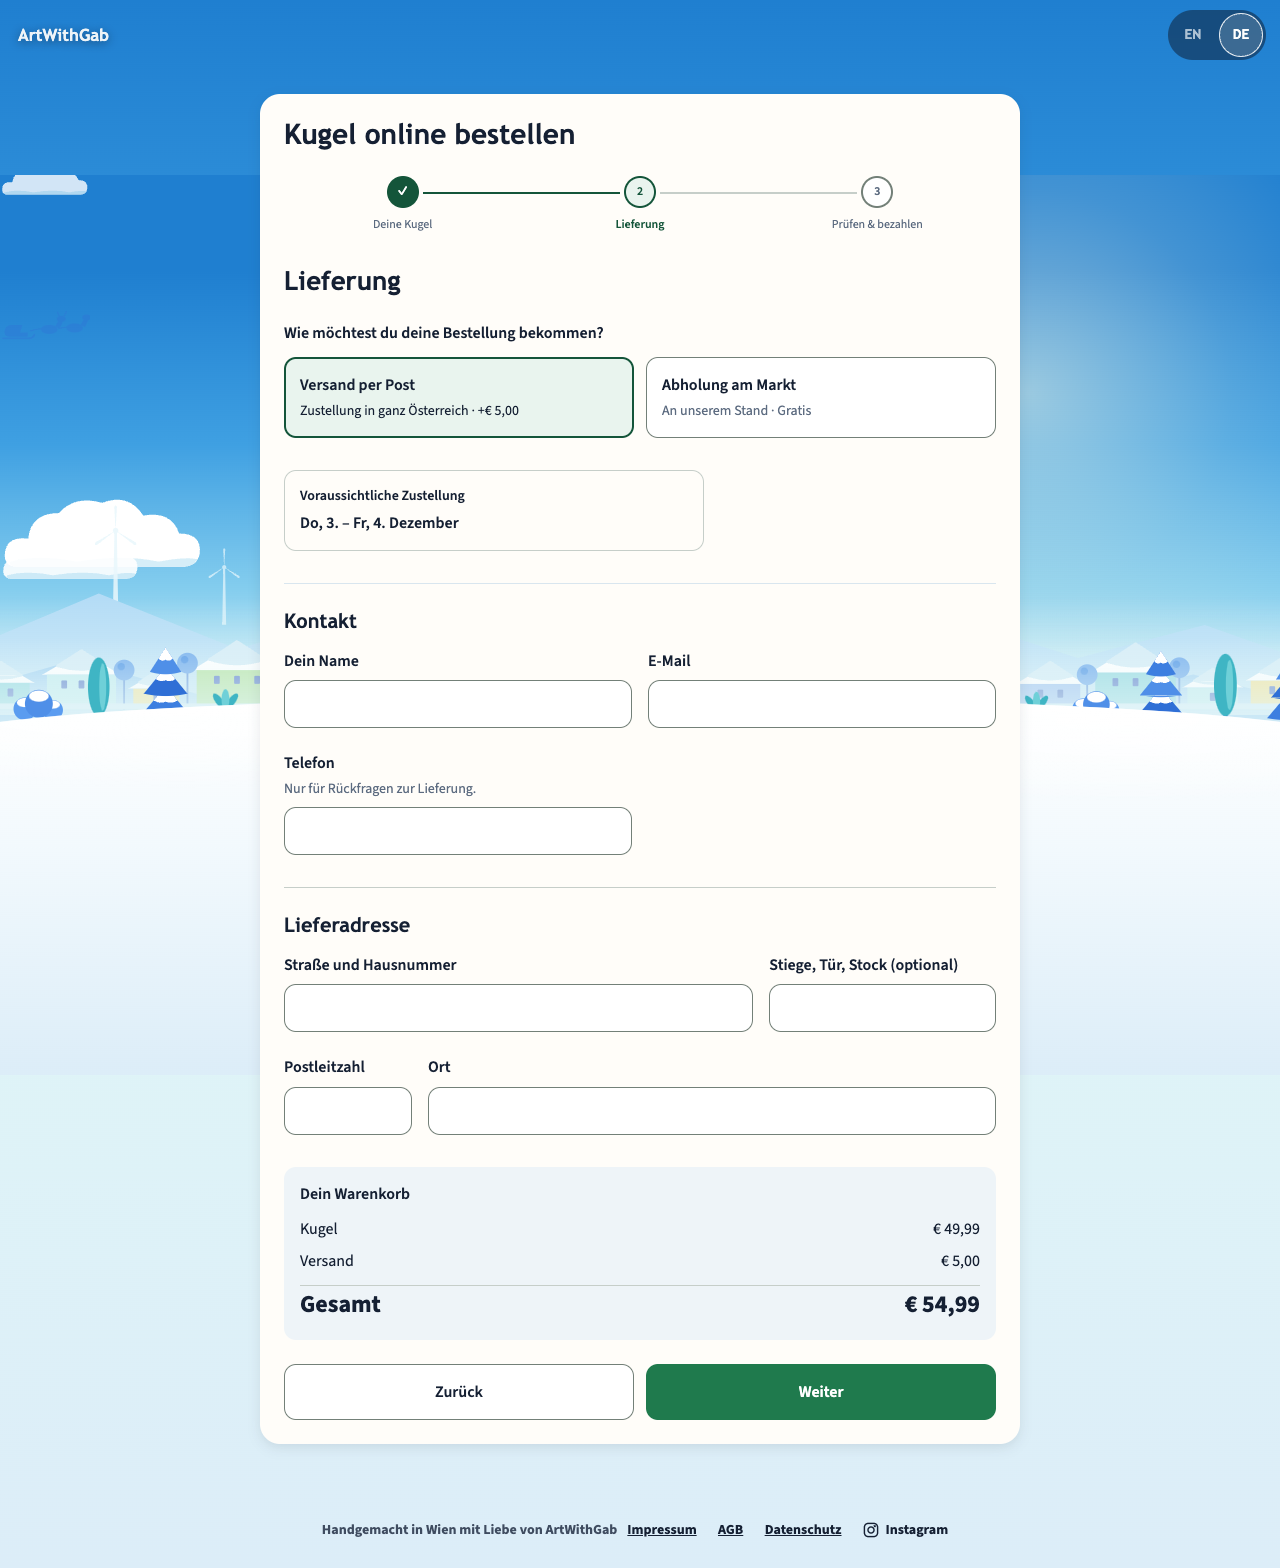 ArtWithGab
EN DE
Kugel online bestellen
2 3
Deine Kugel Lieferung Prüfen & bezahlen
Lieferung
Wie möchtest du deine Bestellung bekommen?
Versand per Post
Zustellung in ganz Österreich · +€ 5,00
Abholung am Markt
An unserem Stand · Gratis
Voraussichtliche Zustellung
Do, 3. – Fr, 4. Dezember
Kontakt
Dein Name E-Mail
Telefon
Nur für Rückfragen zur Lieferung.
Lieferadresse
Straße und Hausnummer Stiege, Tür, Stock (optional)
Postleitzahl Ort
Dein Warenkorb
Kugel € 49,99
Versand € 5,00
Gesamt € 54,99
Zurück Weiter
Handgemacht in Wien mit Liebe von ArtWithGab Impressum AGB Datenschutz Instagram